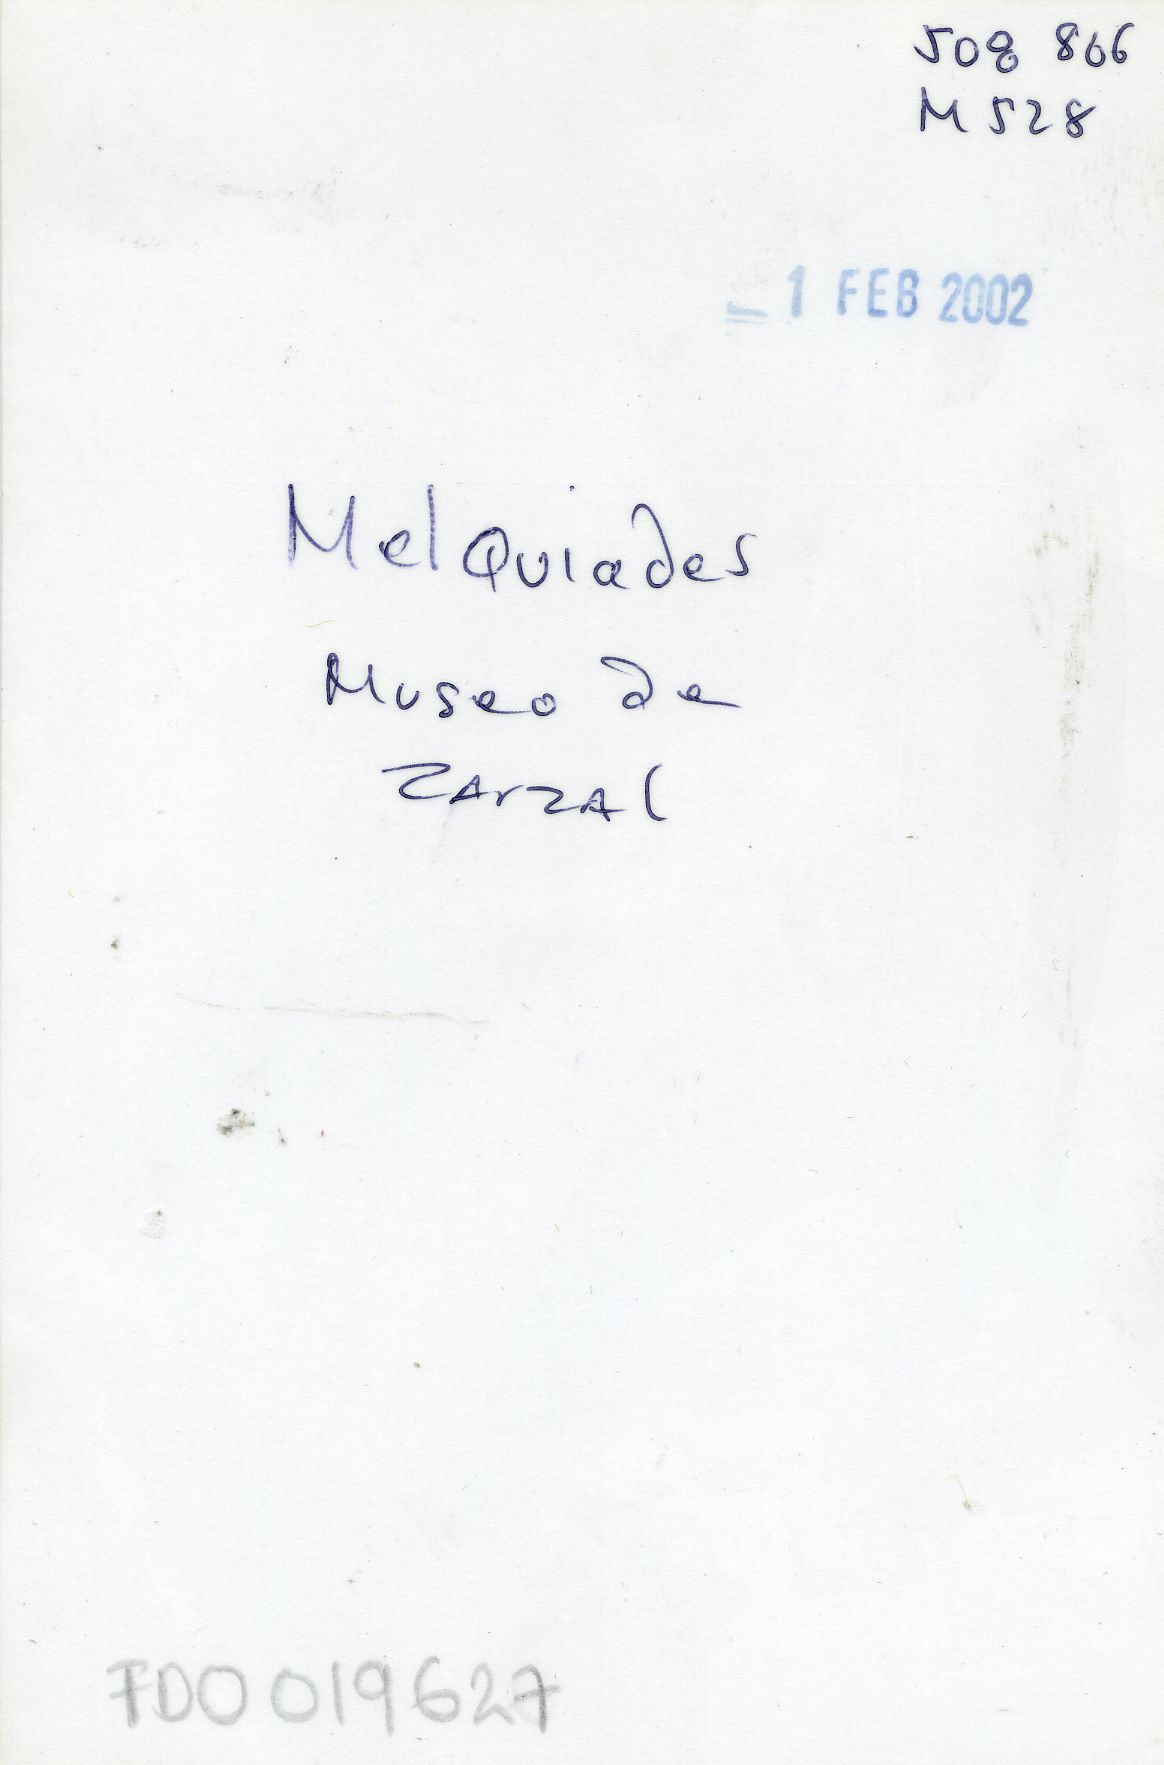 508 866
M 528
1 FEB 2002
MelQuiades
Museo de
ZArzAl
FDO 019627